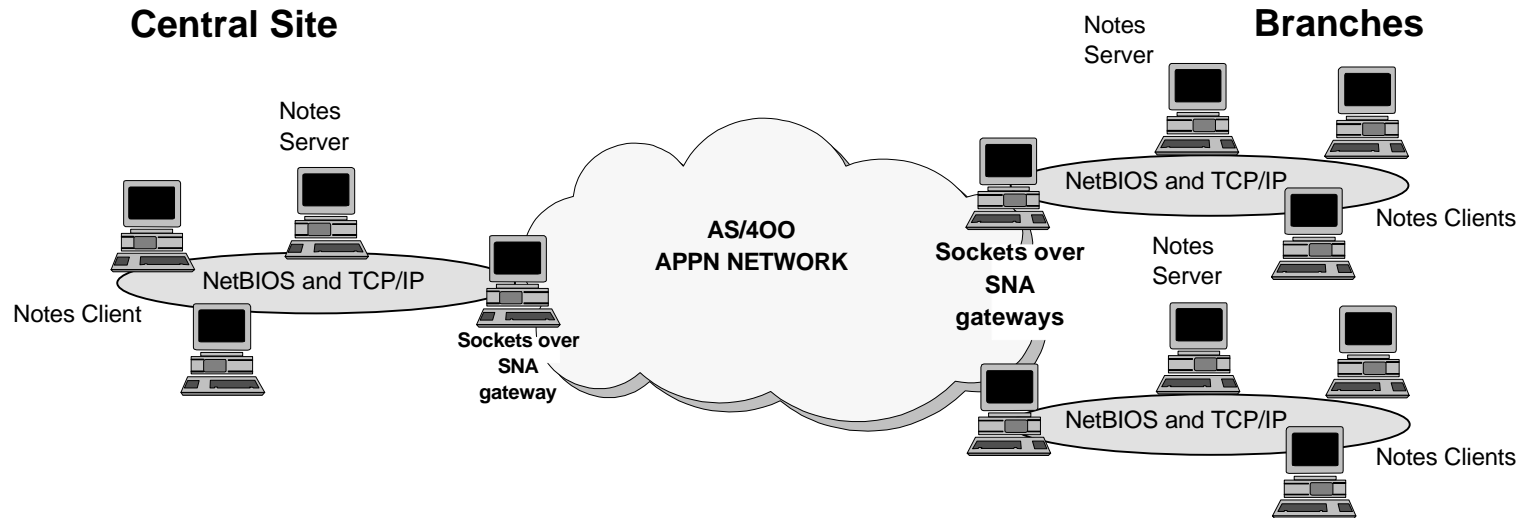 Central Site
Branches
Notes
Server
Notes
Server
NetBIOS and TCP/IP
Notes Client
Sockets over
SNA
gateway
AS/4OO
APPN NETWORK
NetBIOS and TCP/IP
Notes Clients
Sockets over
SNA
gateways
Notes
Server
NetBIOS and TCP/IP
Notes Clients